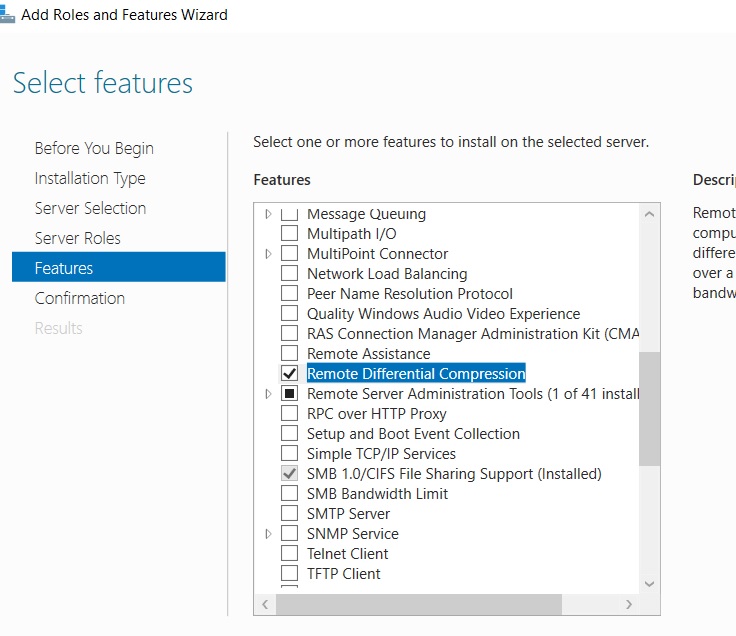 Add Roles and Features Wizard
Select features
Before You Begin
Installation Type
Server Selection
Server Roles
Features
Confirmation
Results
Select one or more features to install on the selected server.
Features
Message Queuing
Multipath I/O
MultiPoint Connector
Network Load Balancing
Peer Name Resolution Protocol
Quality Windows Audio Video Experience
RAS Connection Manager Administration Kit (CMA
Remote Assistance
Remote Differential Compression
Remote Server Administration Tools (1 of 41 install
RPC over HTTP Proxy
Setup and Boot Event Collection
Simple TCP/IP Services
SMB 1.0/CIFS File Sharing Support (Installed)
SMB Bandwidth Limit
SMTP Server
SNMP Service
Telnet Client
TFTP Client
Descri
Remot
compu
differe
over a
bandw